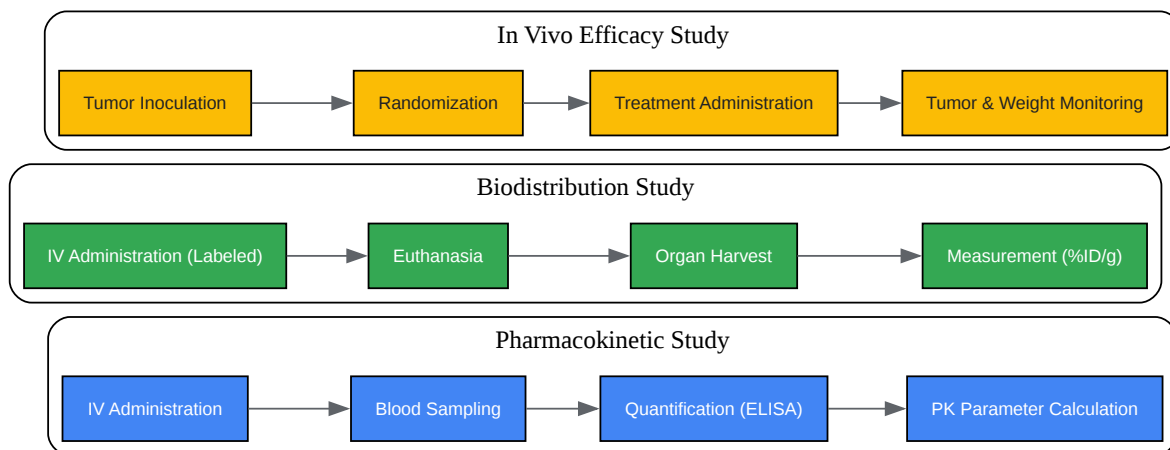 In Vivo Efficacy Study
Tumor Inoculation
Randomization
Treatment Administration
Tumor & Weight Monitoring
Biodistribution Study
IV Administration (Labeled)
Euthanasia
Organ Harvest
Measurement (%ID/g)
Pharmacokinetic Study
IV Administration
Blood Sampling
Quantification (ELISA)
PK Parameter Calculation